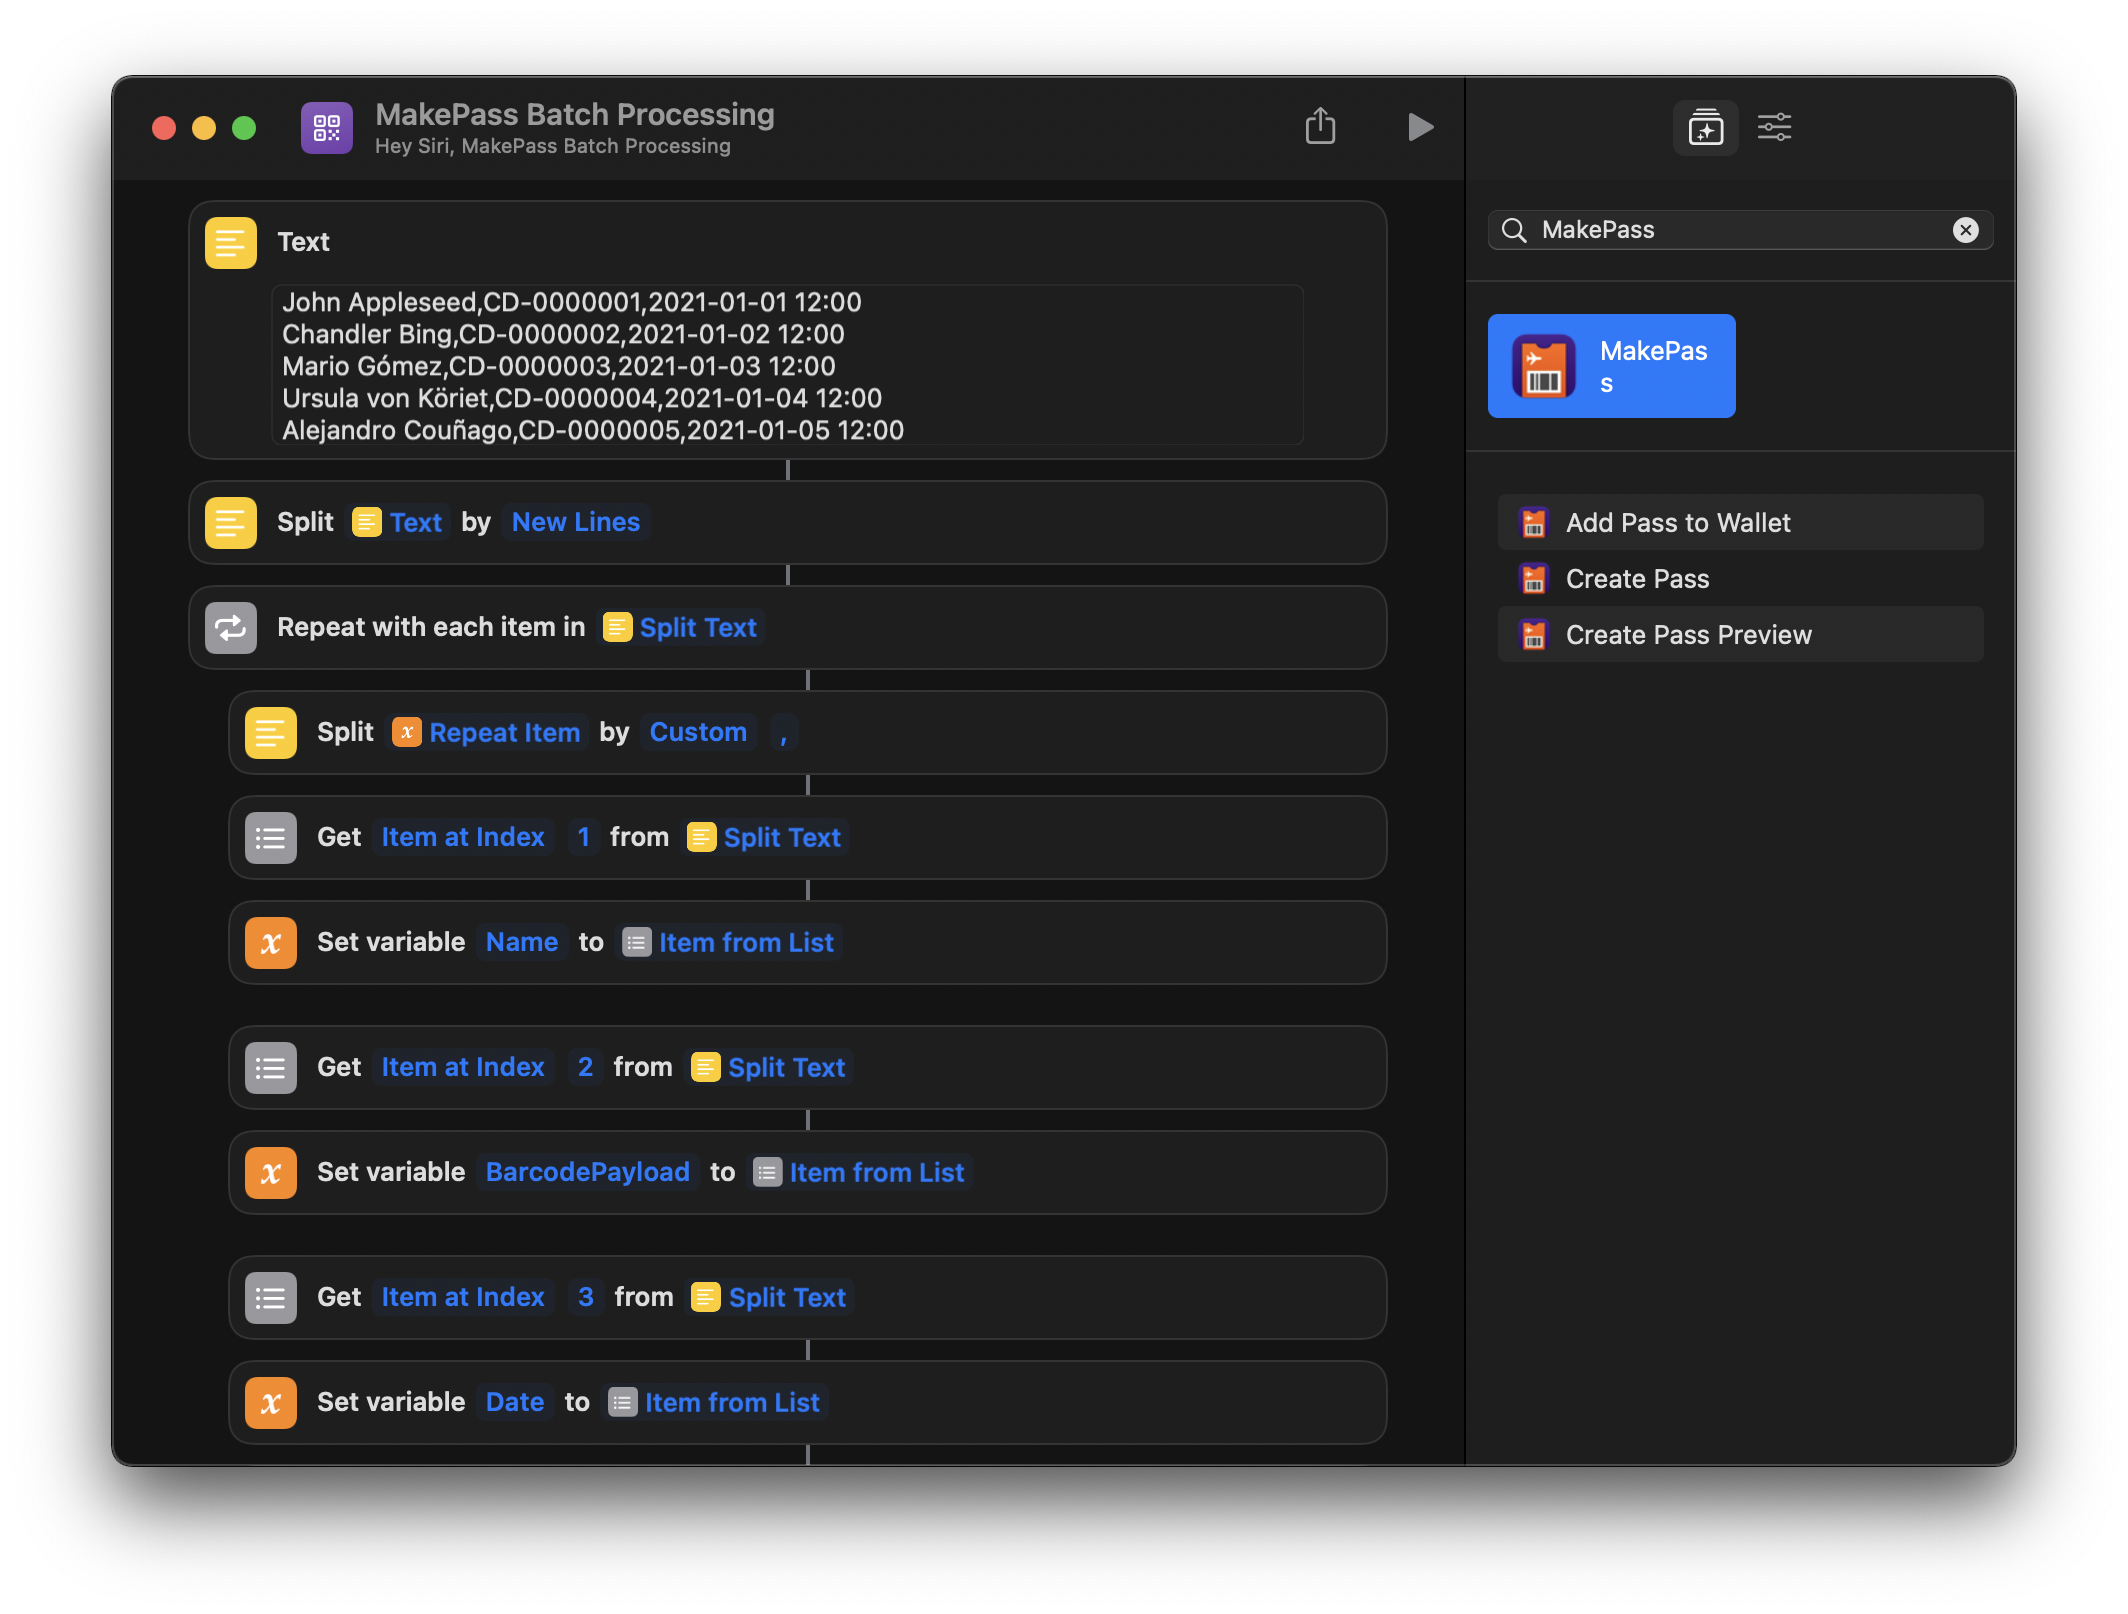 MakePass Batch Processing
Hey Siri, MakePass Batch Processing
Text
John Appleseed,CD-0000001,2021-01-01 12:00
Chandler Bing,CD-0000002,2021-01-02 12:00
Mario Gómez,CD-0000003,2021-01-03 12:00
Ursula von Köriet,CD-0000004,2021-01-04 12:00
Alejandro Couñago,CD-0000005,2021-01-05 12:00
Split Text by New Lines
Repeat with each item in Split Text
Split x Repeat Item by Custom ,
Get Item at Index 1 from Split Text
x Set variable Name to Item from List
Get Item at Index 2 from Split Text
x Set variable BarcodePayload to Item from List
Get Item at Index 3 from Split Text
x Set variable Date to Item from List
MakePass
MakePas
s
Add Pass to Wallet
Create Pass
Create Pass Preview